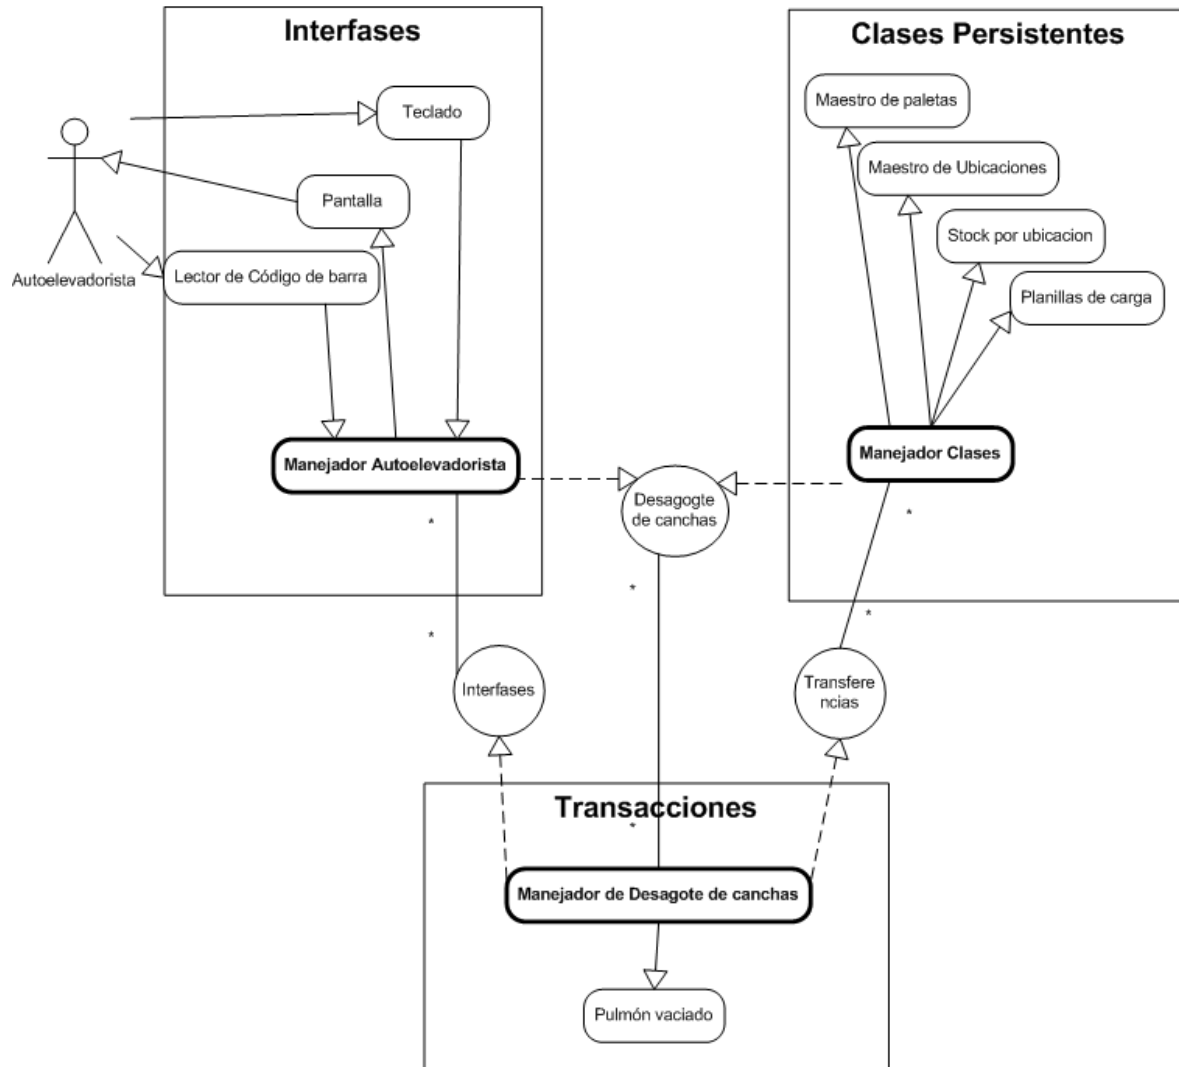 Interfases
Clases Persistentes
Teclado
Maestro de paletas
Maestro de Ubicaciones
Pantalla
Stock por ubicacion
Autoelevadorista
Lector de Código de barra
Planillas de carga
Manejador Autoelevadorista
Manejador Clases
Desagogte
de canchas
*
*
*
*
*
Interfases
Transfere
ncias
Transacciones
*
Manejador de Desagote de canchas
Pulmón vaciado